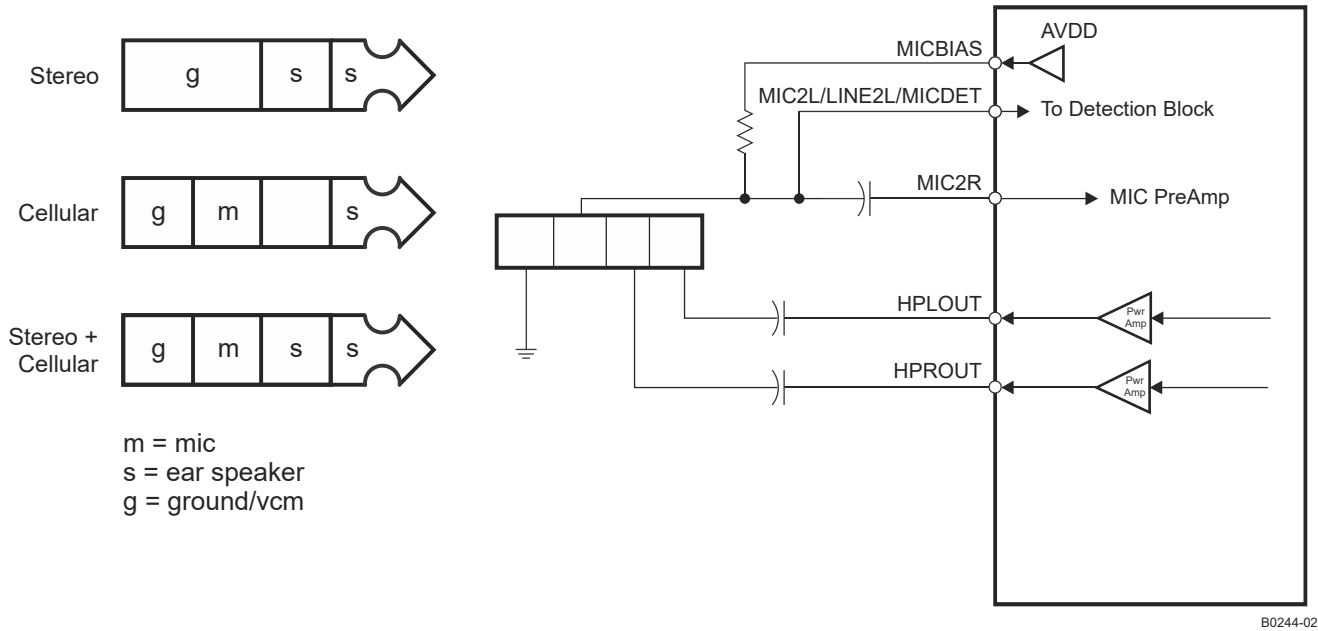 Stereo
g s s
Cellular
g m s
Stereo +
Cellular
g m s s
m = mic
s = ear speaker
g = ground/vcm
AVDD
MICBIAS
MIC2L/LINE2L/MICDET
To Detection Block
MIC2R
MIC PreAmp
HPLOUT
Pwr
Amp
HPROUT
Pwr
Amp
B0244-02